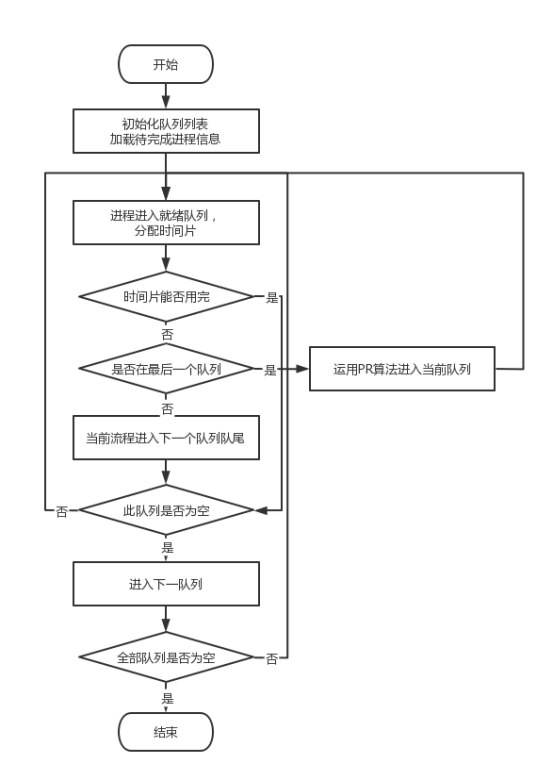 开始
初始化队列列表
加载待完成进程信息
进程进入就绪队列，
分配时间片
时间片能否用完
是
否
是否在最后一个队列
是
运用PR算法进入当前队列
否
当前流程进入下一个队列队尾
此队列是否为空
否
是
进入下一队列
全部队列是否为空
否
是
结束